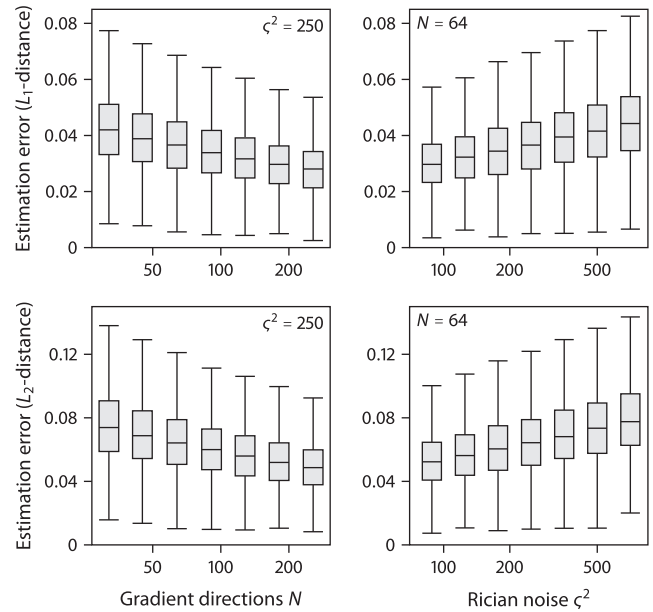 Estimation error (L₁-distance)
0.08
0.06
0.04
0.02
0
ς² = 250
50 100 200
N = 64
0.08
0.06
0.04
0.02
0
100 200 500
Estimation error (L₂-distance)
0.12
0.08
0.04
0
ς² = 250
50 100 200
Gradient directions N
N = 64
0.12
0.08
0.04
0
100 200 500
Rician noise ς²